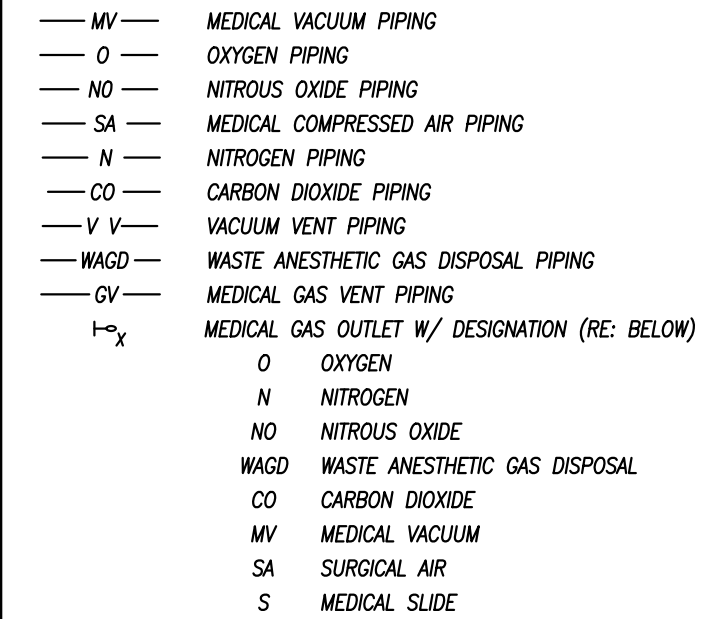 MV MEDICAL VACUUM PIPING
O OXYGEN PIPING
NO NITROUS OXIDE PIPING
SA MEDICAL COMPRESSED AIR PIPING
N NITROGEN PIPING
CO CARBON DIOXIDE PIPING
V V VACUUM VENT PIPING
WAGD WASTE ANESTHETIC GAS DISPOSAL PIPING
GV MEDICAL GAS VENT PIPING
X MEDICAL GAS OUTLET W/ DESIGNATION (RE: BELOW)
O OXYGEN
N NITROGEN
NO NITROUS OXIDE
WAGD WASTE ANESTHETIC GAS DISPOSAL
CO CARBON DIOXIDE
MV MEDICAL VACUUM
SA SURGICAL AIR
S MEDICAL SLIDE